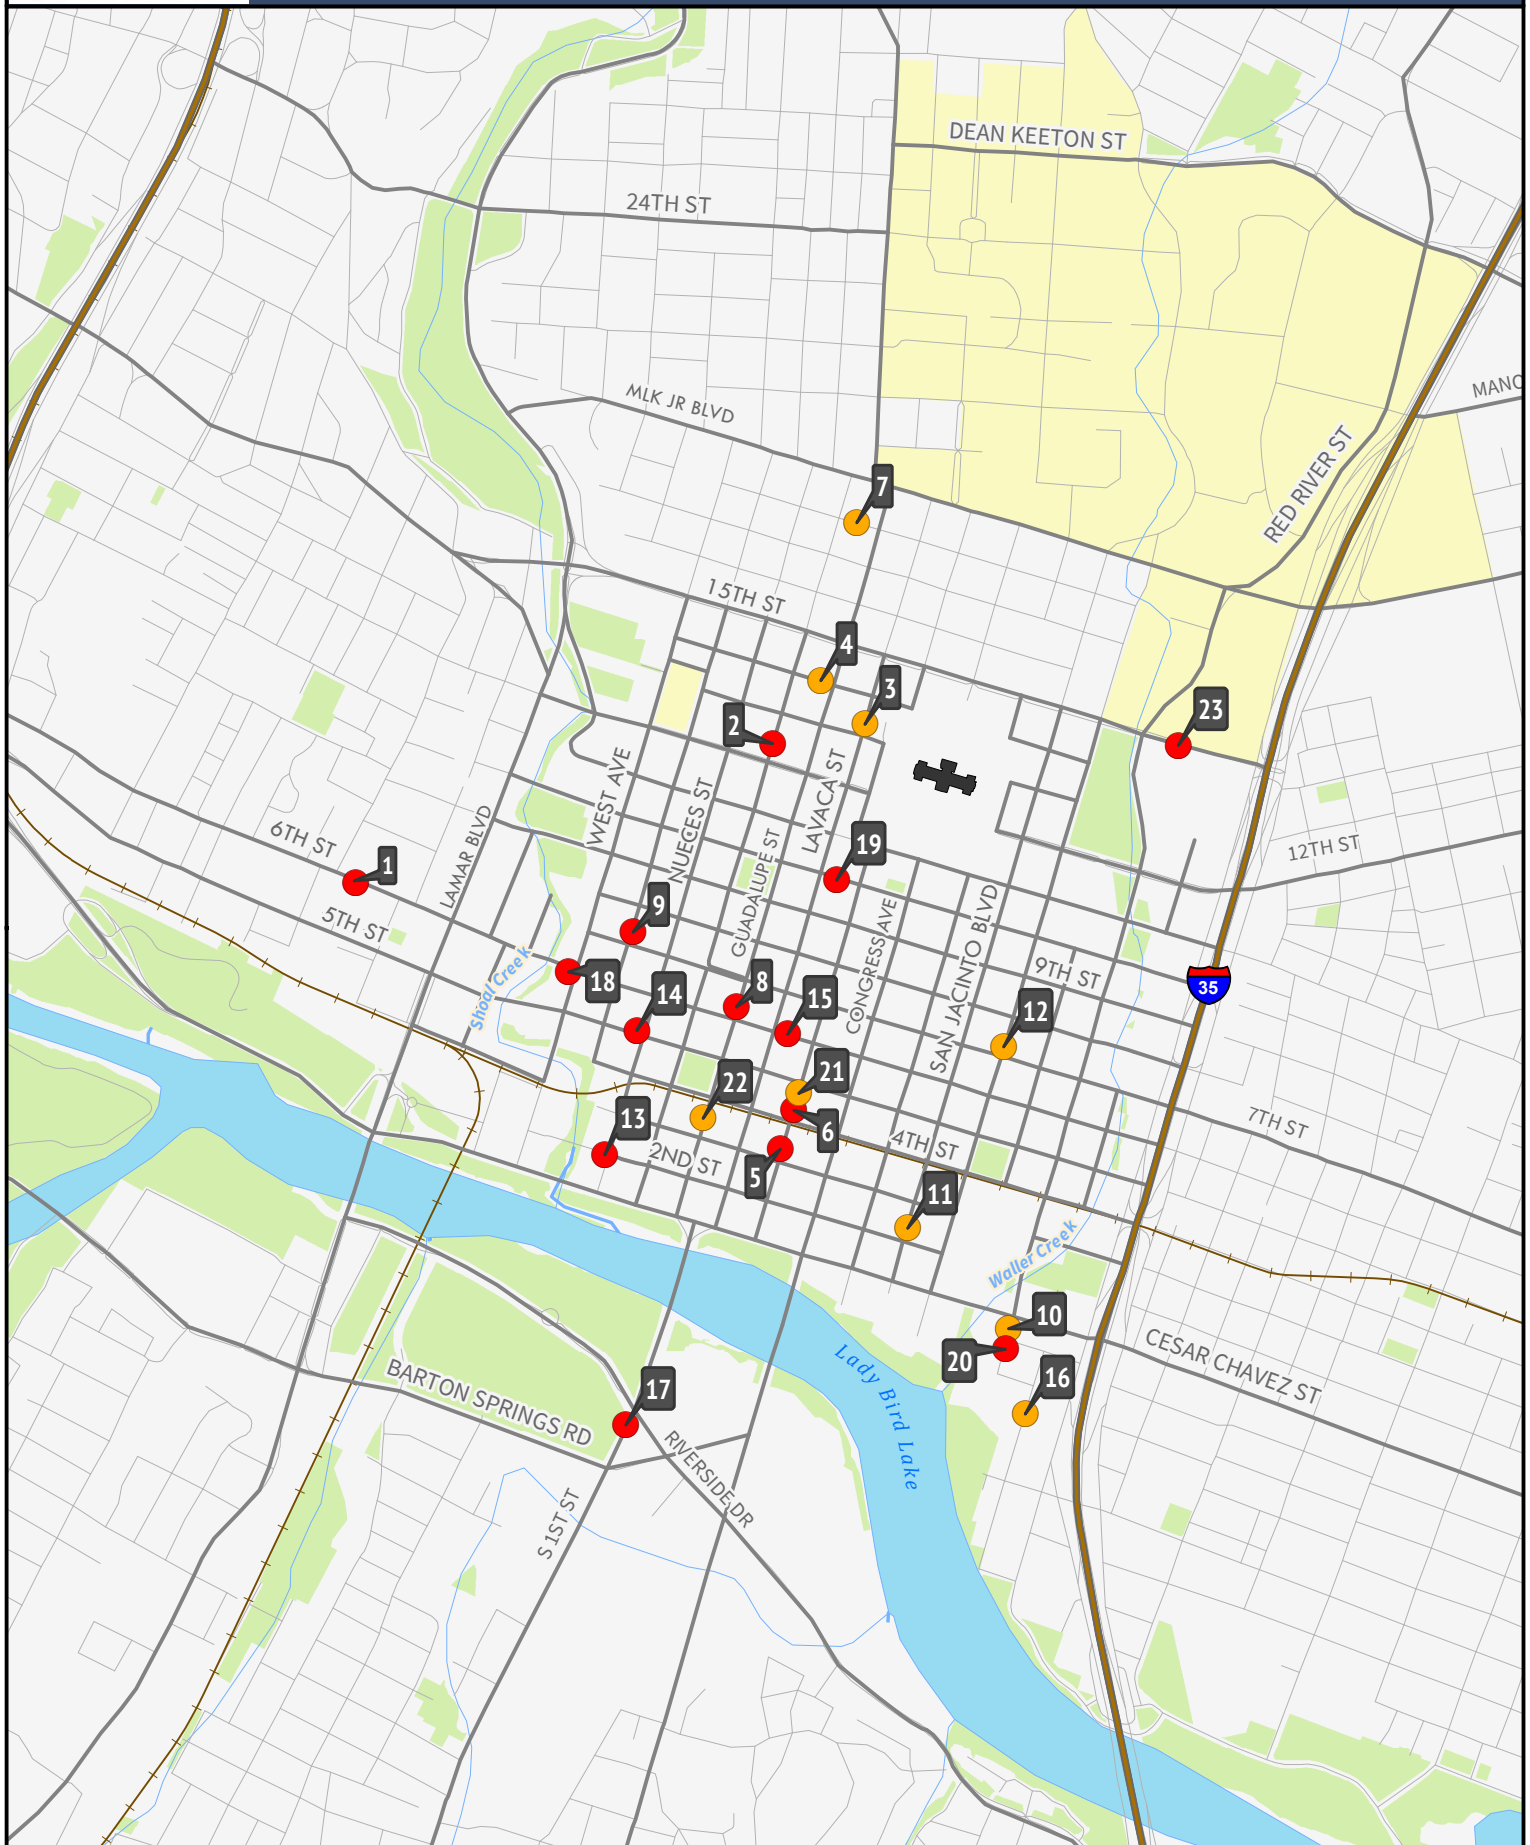 DEAN KEETON ST
24TH ST
MANO
MLK JR BLVD
RED RIVER ST
7
15TH ST
4
3
23
2
WEST AVE
LAVACA ST
NUECES ST
6TH ST
LAMAR BLVD
GUADALUPE ST
19
12TH ST
1
5TH ST
9
CONGRESS AVE
SAN JACINTO BLVD
Shoal Creek
18
14
8
15
9TH ST
35
12
22
21
13
6
7TH ST
2ND ST
4TH ST
5
11
Waller Creek
10
20
16
CESAR CHAVEZ ST
Lady Bird Lake
BARTON SPRINGS RD
17
RIVERSIDE DR
S 1ST ST